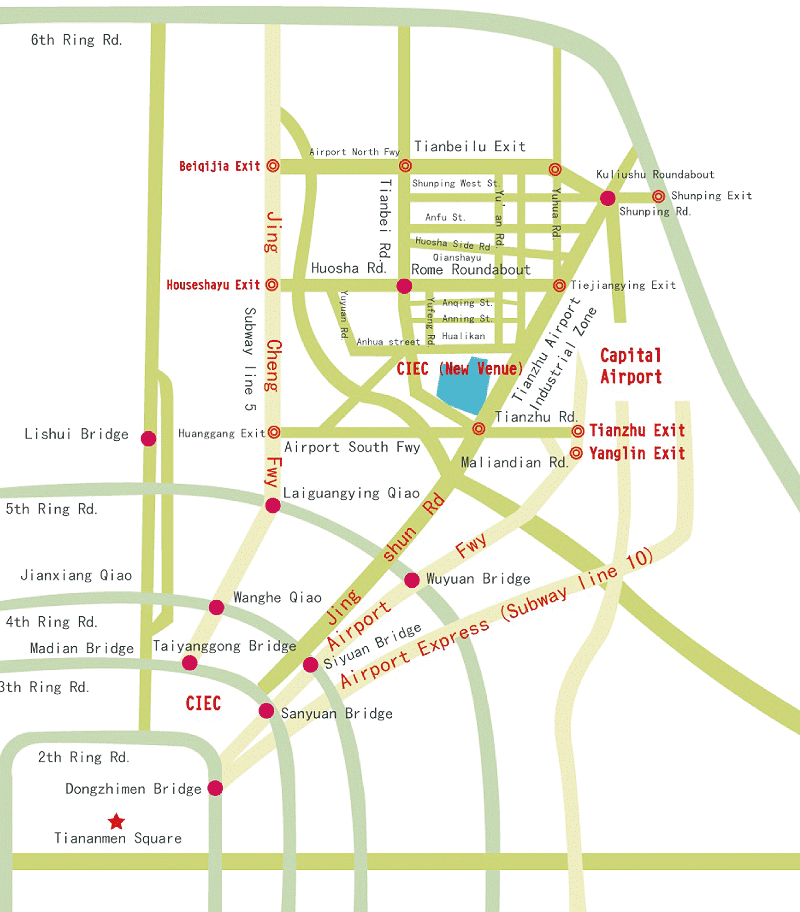 6th Ring Rd.
Airport North Fwy
Tianbeilu Exit
Beiqijia Exit
Kuliushu Roundabout
Shunping West St.
Shunping Exit
Shunping Rd.
Tianbei Rd.
Yu'an Rd.
Yuhua Rd.
Anfu St.
Huosha Side Rd
Qianshayu
Huosha Rd.
Rome Roundabout
Houseshayu Exit
Tiejiangying Exit
Yuyuan Rd.
Yufeng Rd.
Anqing St.
Anning St.
Hualikan
Anhua street
Subway line 5
Jing Cheng Fwy
CIEC (New Venue)
Tianzhu Airport
Industrial Zone
Capital
Airport
Tianzhu Rd.
Lishui Bridge
Huanggang Exit
Airport South Fwy
Tianzhu Exit
Maliandian Rd.
Yanglin Exit
Laiguangying Qiao
5th Ring Rd.
Jing shun Rd
Airport Fwy
Jianxiang Qiao
Wuyuan Bridge
Wanghe Qiao
4th Ring Rd.
Airport Express (Subway line 10)
Madian Bridge
Taiyanggong Bridge
Siyuan Bridge
3th Ring Rd.
CIEC
Sanyuan Bridge
2th Ring Rd.
Dongzhimen Bridge
Tiananmen Square